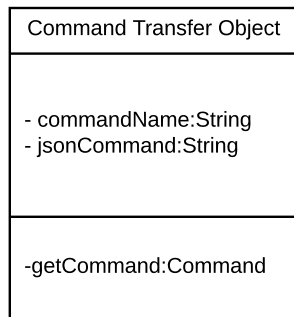 Command Transfer Object
- commandName:String
- jsonCommand:String
-getCommand:Command